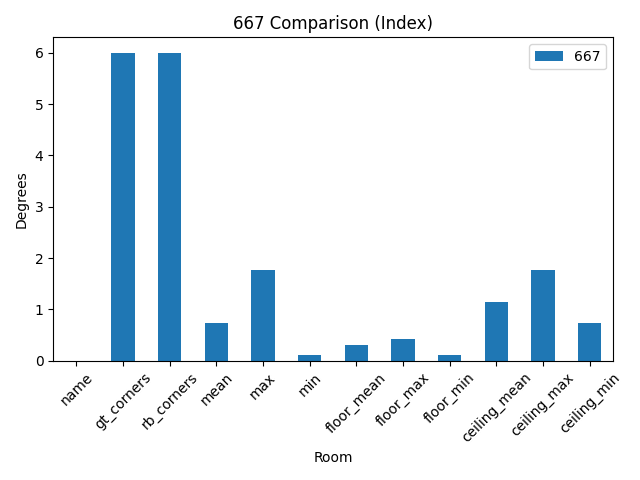 667 Comparison (Index)
667
Degrees
6
5
4
3
2
1
0
name
gt_corners
rb_corners
mean
max
min
floor_mean
floor_max
floor_min
ceiling_mean
ceiling_max
ceiling_min
Room